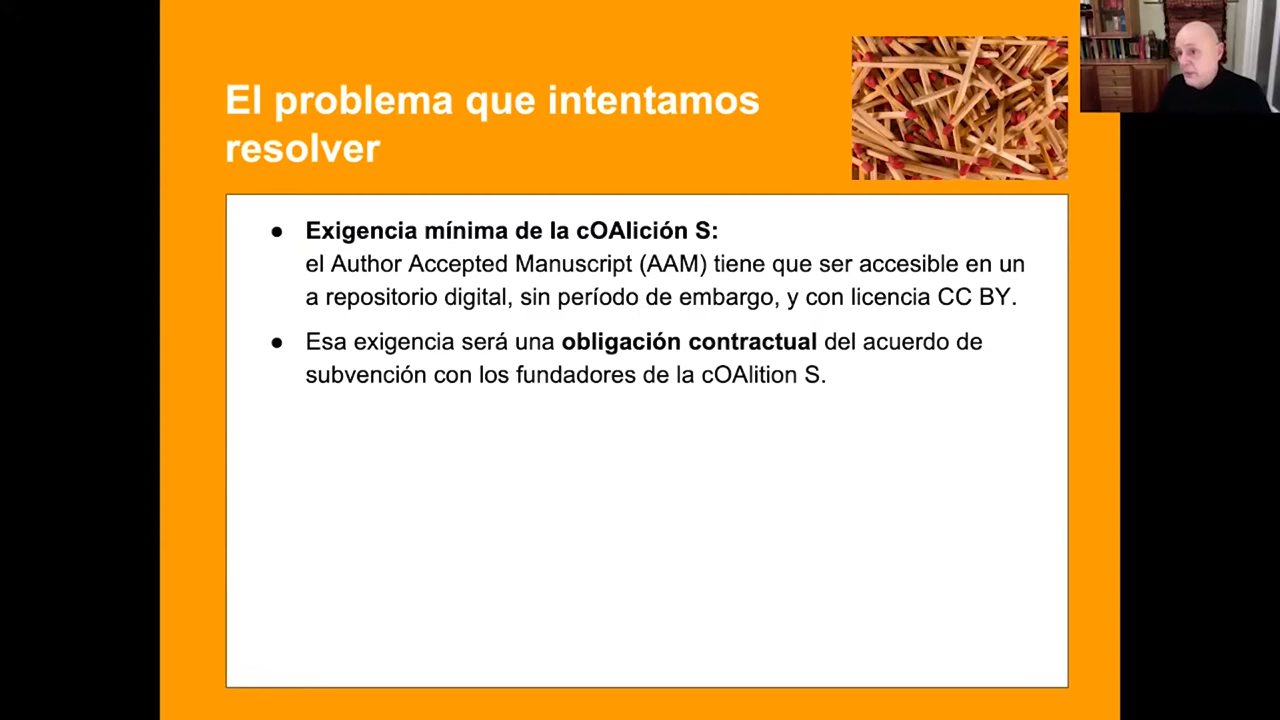 El problema que intentamos
resolver
● Exigencia mínima de la cOAlición S:
el Author Accepted Manuscript (AAM) tiene que ser accesible en un
a repositorio digital, sin período de embargo, y con licencia CC BY.
● Esa exigencia será una obligación contractual del acuerdo de
subvención con los fundadores de la cOAlition S.